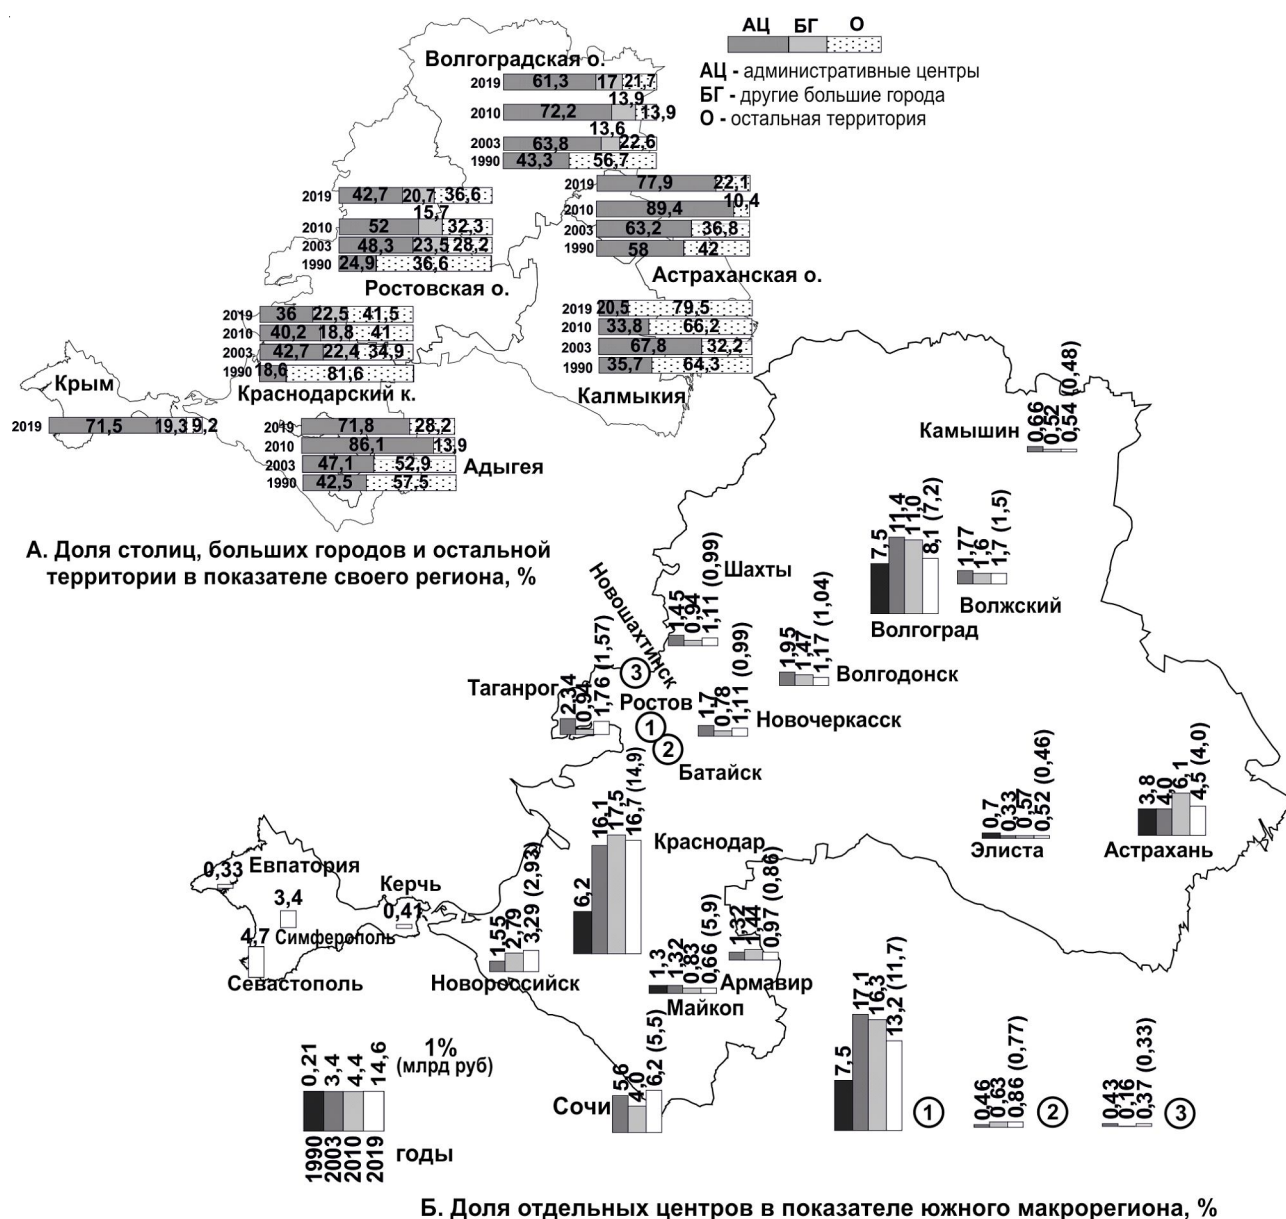 АЦ БГ О
АЦ - административные центры
БГ - другие большие города
О - остальная территория
Волгоградская о.
2019 61,3 17 21,7
13,9
2010 72,2 13,9
13,6
2003 63,8 22,6
1990 43,3 56,7
2019 77,9 22,1
10,4
2010 89,4
2003 63,2 36,8
1990 58 42
Астраханская о.
2019 42,7 20,7 36,6
15,7
2010 52 32,3
2003 48,3 23,5 28,2
1990 24,9 36,6
Ростовская о.
2019 36 22,5 41,5
2010 40,2 18,8 41
2003 42,7 22,4 34,9
1990 18,6 81,6
Краснодарский к.
2019 20,5 79,5
2010 33,8 66,2
2003 67,8 32,2
1990 35,7 64,3
Калмыкия
Крым
2019 71,5 19,3 9,2
2019 71,8 28,2
2010 86,1 13,9
2003 47,1 52,9
1990 42,5 57,5
Адыгея
А. Доля столиц, больших городов и остальной
территории в показателе своего региона, %
Камышин
0,66
0,52
0,54 (0,48)
7,5
11,4
11,0
8,1 (7,2)
Волгоград
1,77
1,6
1,7 (1,5)
Волжский
Шахты
1,45
0,94
1,11 (0,99)
Новошахтинск
3
Таганрог
2,34
0,94
1,76 (1,57)
Ростов
1
2
Батайск
1,95
1,47
1,17 (1,04)
Волгодонск
1,7
0,78
1,11 (0,99)
Новочеркасск
0,7
0,33
0,57
0,52 (0,46)
Элиста
3,8
4,0
6,1
4,5 (4,0)
Астрахань
6,2
16,1
17,5
16,7 (14,9)
Краснодар
0,33
Евпатория
3,4
Симферополь
Керчь
0,41
4,7
Севастополь
1,55
2,79
3,29 (2,93)
Новороссийск
1,3
1,32
0,83
0,66 (5,9)
Майкоп
1,32
1,44
0,97 (0,86)
Армавир
5,6
4,0
6,2 (5,5)
Сочи
7,5
17,1
16,3
13,2 (11,7)
1
0,46
0,63
0,86 (0,77)
2
0,43
0,16
0,37 (0,33)
3
0,21
3,4
4,4
14,6
1%
(млрд руб)
1990
2003
2010
2019
годы
Б. Доля отдельных центров в показателе южного макрорегиона, %